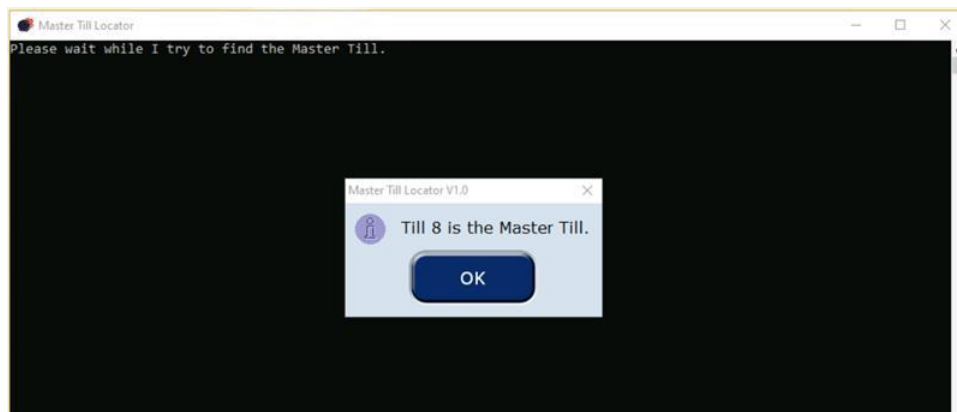 Master Till Locator
Please wait while I try to find the Master Till.
Master Till Locator V1.0
Till 8 is the Master Till.
OK